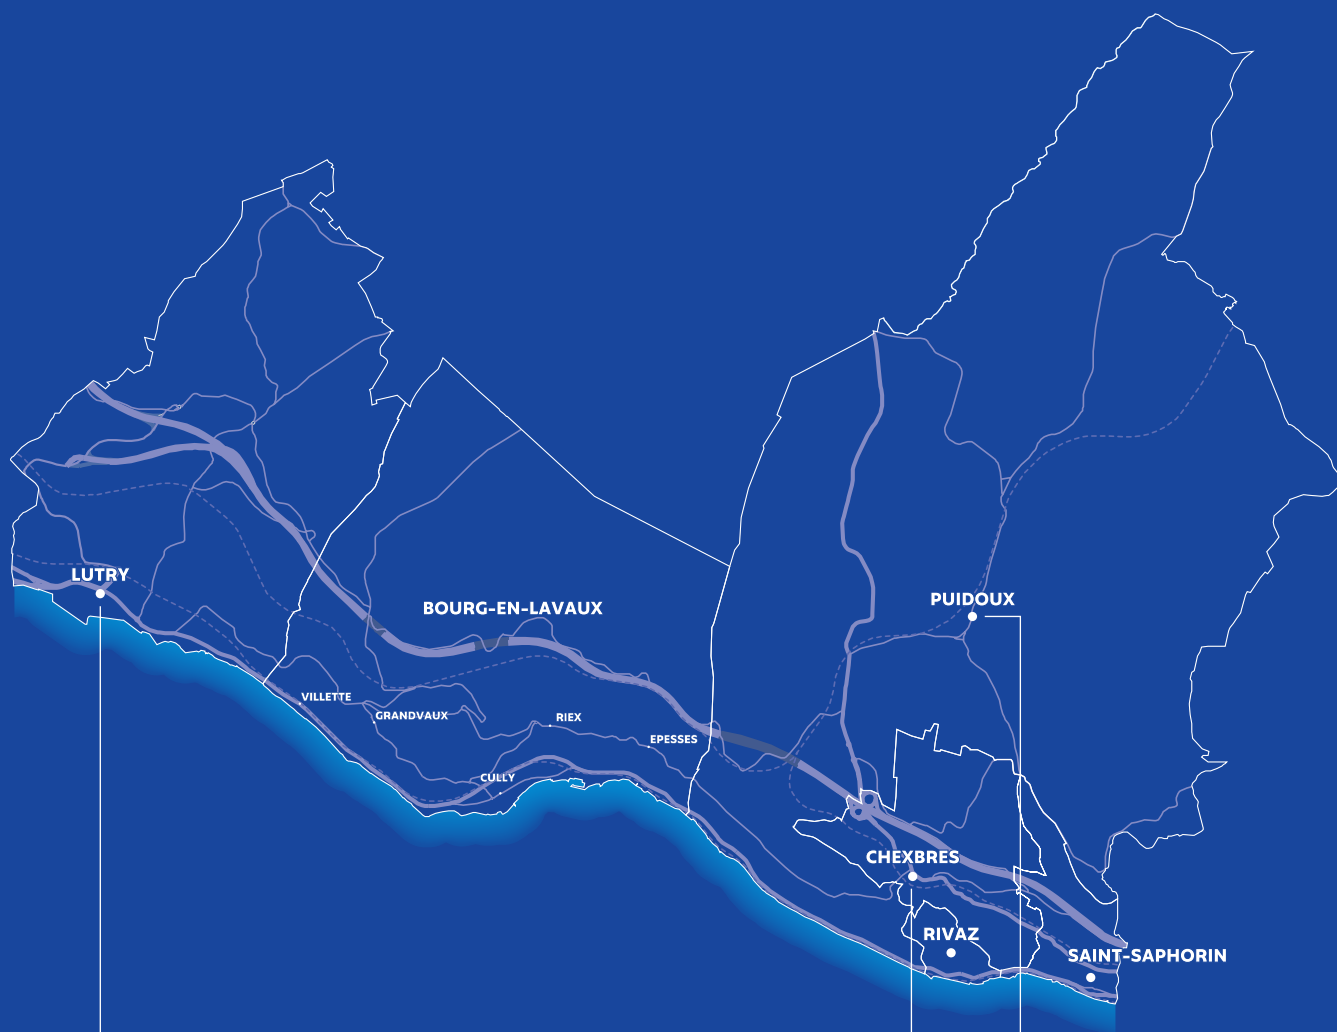 LUTRY
PUIDOUX
BOURG-EN-LAVAUX
VILLETTE
GRANDVAUX
RIEX
EPESSES
CULLY
CHEXBRES
RIVAZ
SAINT-SAPHORIN